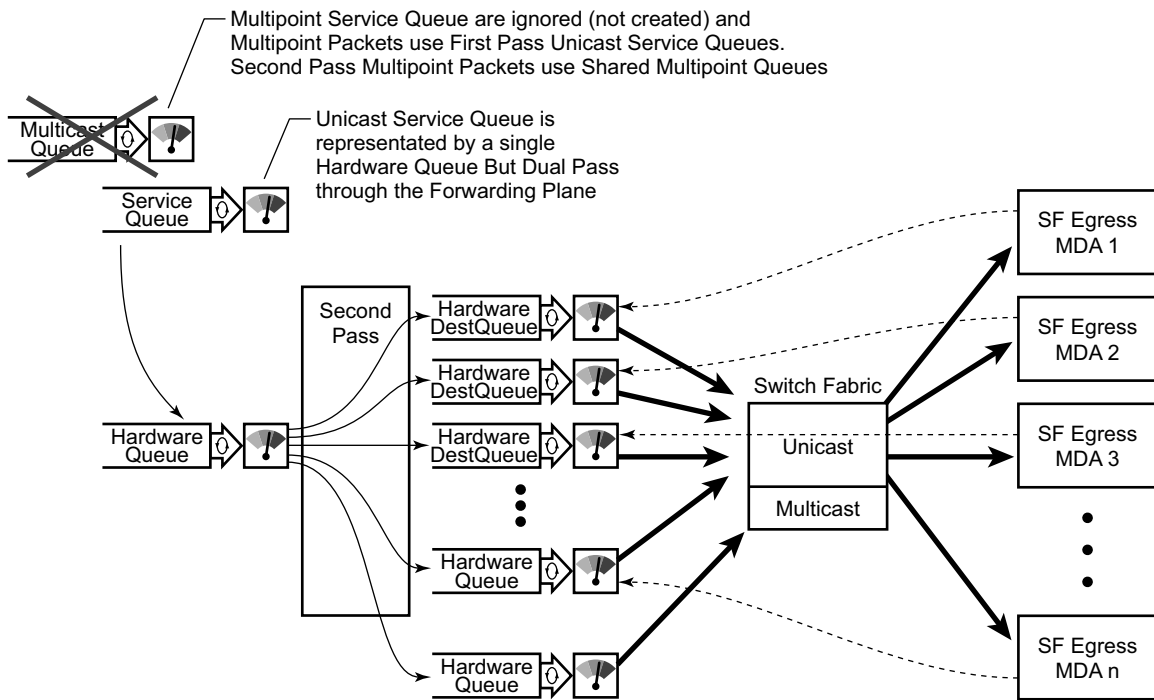 Multipoint Service Queue are ignored (not created) and
Multipoint Packets use First Pass Unicast Service Queues.
Second Pass Multipoint Packets use Shared Multipoint Queues
Multicast
Queue
Unicast Service Queue is
representated by a single
Hardware Queue But Dual Pass
through the Forwarding Plane
Service
Queue
Second
Pass
Hardware
Queue
Hardware
DestQueue
Hardware
DestQueue
Hardware
DestQueue
Hardware
Queue
Hardware
Queue
Switch Fabric
Unicast
Multicast
SF Egress
MDA 1
SF Egress
MDA 2
SF Egress
MDA 3
SF Egress
MDA n